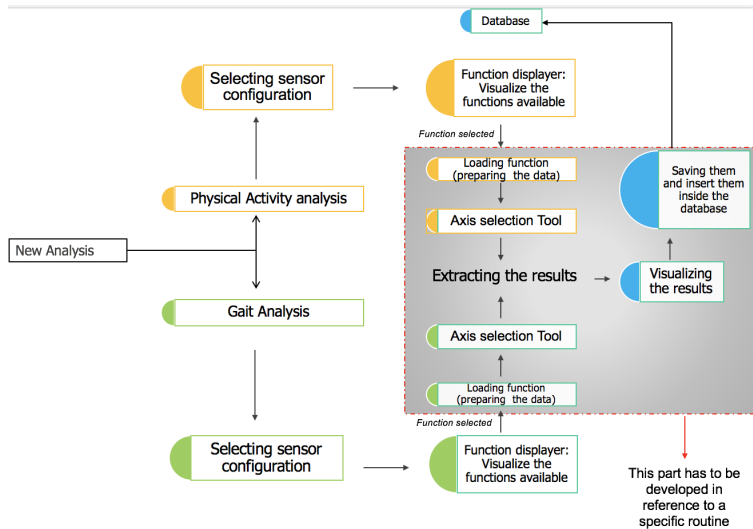 Database
Selecting sensor
configuration
Function displayer:
Visualize the
functions available
Function selected
Loading function
(preparing the data)
Saving them
and insert them
inside the
database
Physical Activity analysis
Axis selection Tool
New Analysis
Extracting the results
Visualizing
the results
Gait Analysis
Axis selection Tool
Loading function
(preparing the data)
Function selected
Selecting sensor
configuration
Function displayer:
Visualize the
functions available
This part has to be
developed in
reference to a
specific routine